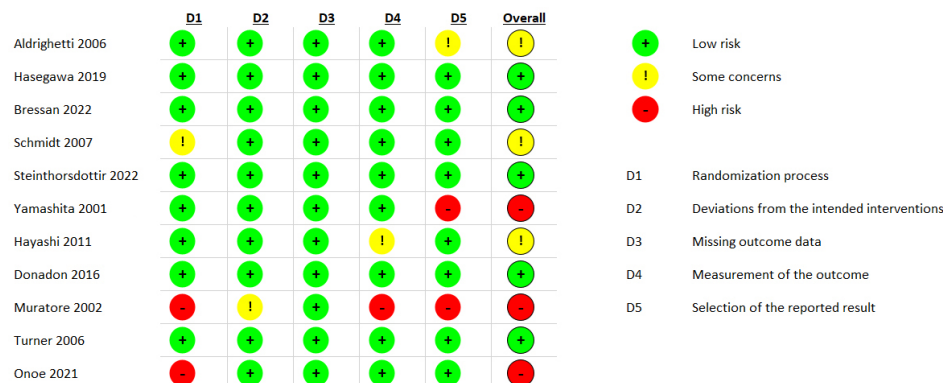 D1 D2 D3 D4 D5 Overall
Aldrighetti 2006 + + + + ! ! + Low risk
Hasegawa 2019 + + + + + + ! Some concerns
Bressan 2022 + + + + + + - High risk
Schmidt 2007 ! + + + + !
Steinthorsdottir 2022 + + + + + + D1 Randomization process
Yamashita 2001 + + + + - - D2 Deviations from the intended interventions
Hayashi 2011 + + + ! + ! D3 Missing outcome data
Donadon 2016 + + + + + + D4 Measurement of the outcome
Muratore 2002 - ! + - - - D5 Selection of the reported result
Turner 2006 + + + + + +
Onoe 2021 - + + + + -